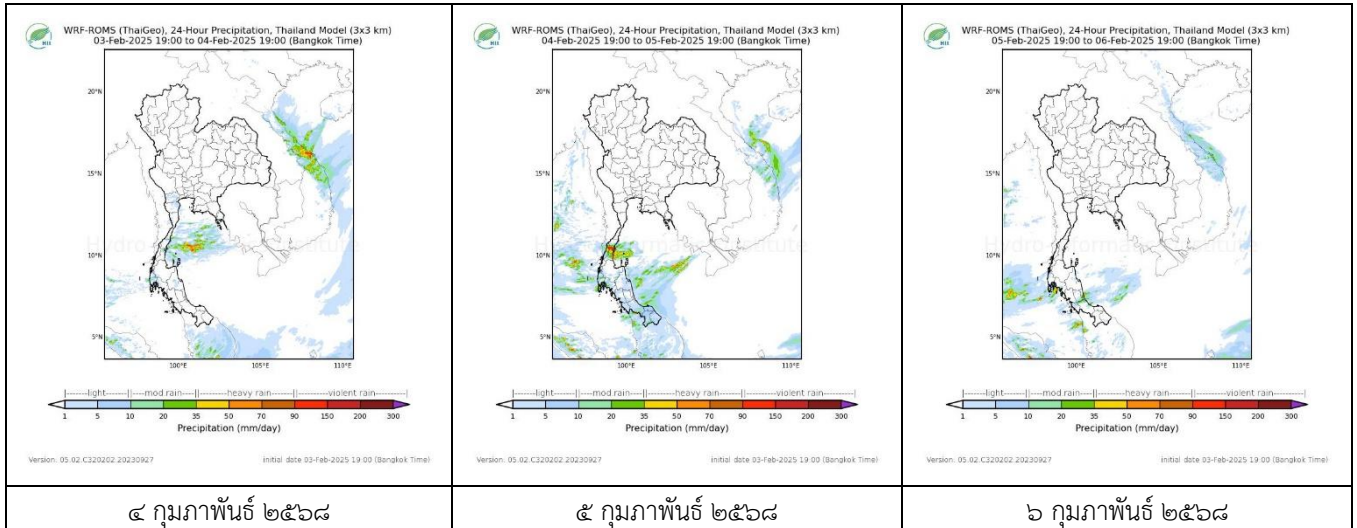 WRF-ROMS (ThaiGeo), 24-Hour Precipitation, Thailand Model (3x3 km)
03-Feb-2025 19:00 to 04-Feb-2025 19:00 (Bangkok Time)
20°N
15°N
10°N
5°N
100°E
105°E
110°E
light mod rain heavy rain violent rain
1 5 10 20 35 50 70 90 150 200 300
Precipitation (mm/day)
Version. 05.02.C320202.20230927
initial date 03-Feb-2025 19:00 (Bangkok Time)
๔ กุมภาพันธ์ ๒๕๖๘
WRF-ROMS (ThaiGeo), 24-Hour Precipitation, Thailand Model (3x3 km)
04-Feb-2025 19:00 to 05-Feb-2025 19:00 (Bangkok Time)
20°N
15°N
10°N
5°N
100°E
105°E
110°E
light mod rain heavy rain violent rain
1 5 10 20 35 50 70 90 150 200 300
Precipitation (mm/day)
Version. 05.02.C320202.20230927
initial date 03-Feb-2025 19:00 (Bangkok Time)
๕ กุมภาพันธ์ ๒๕๖๘
WRF-ROMS (ThaiGeo), 24-Hour Precipitation, Thailand Model (3x3 km)
05-Feb-2025 19:00 to 06-Feb-2025 19:00 (Bangkok Time)
20°N
15°N
10°N
5°N
100°E
105°E
110°E
light mod rain heavy rain violent rain
1 5 10 20 35 50 70 90 150 200 300
Precipitation (mm/day)
Version. 05.02.C320202.20230927
initial date 03-Feb-2025 19:00 (Bangkok Time)
๖ กุมภาพันธ์ ๒๕๖๘